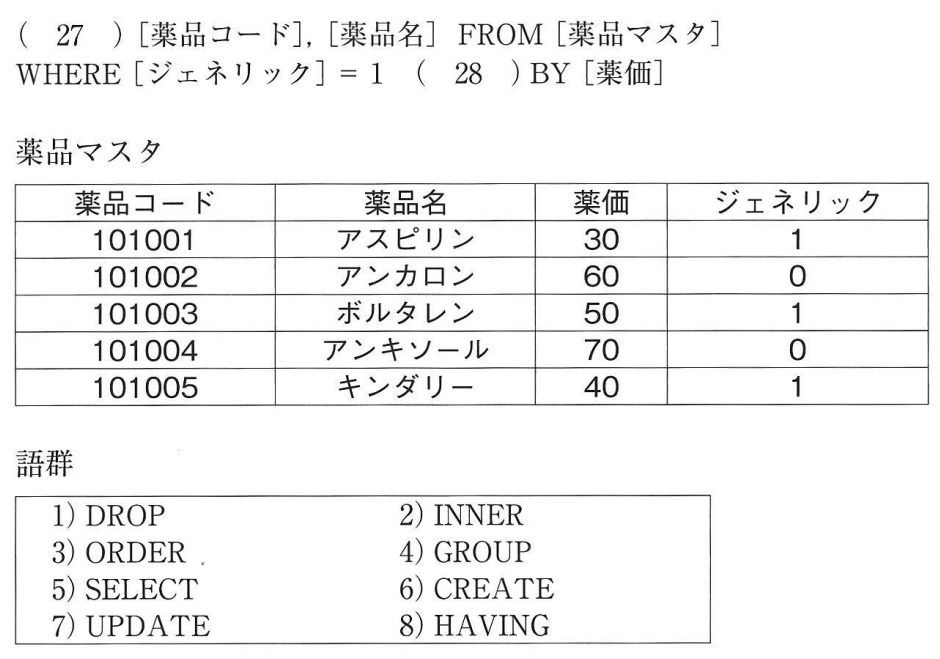 ( 27 ) [薬品コード], [薬品名] FROM [薬品マスタ]
WHERE [ジェネリック] = 1 ( 28 ) BY [薬価]
薬品マスタ
薬品コード 薬品名 薬価 ジェネリック
101001 アスピリン 30 1
101002 アンカロン 60 0
101003 ボルタレン 50 1
101004 アンキソール 70 0
101005 キンダリー 40 1
語群
1) DROP 2) INNER
3) ORDER 4) GROUP
5) SELECT 6) CREATE
7) UPDATE 8) HAVING